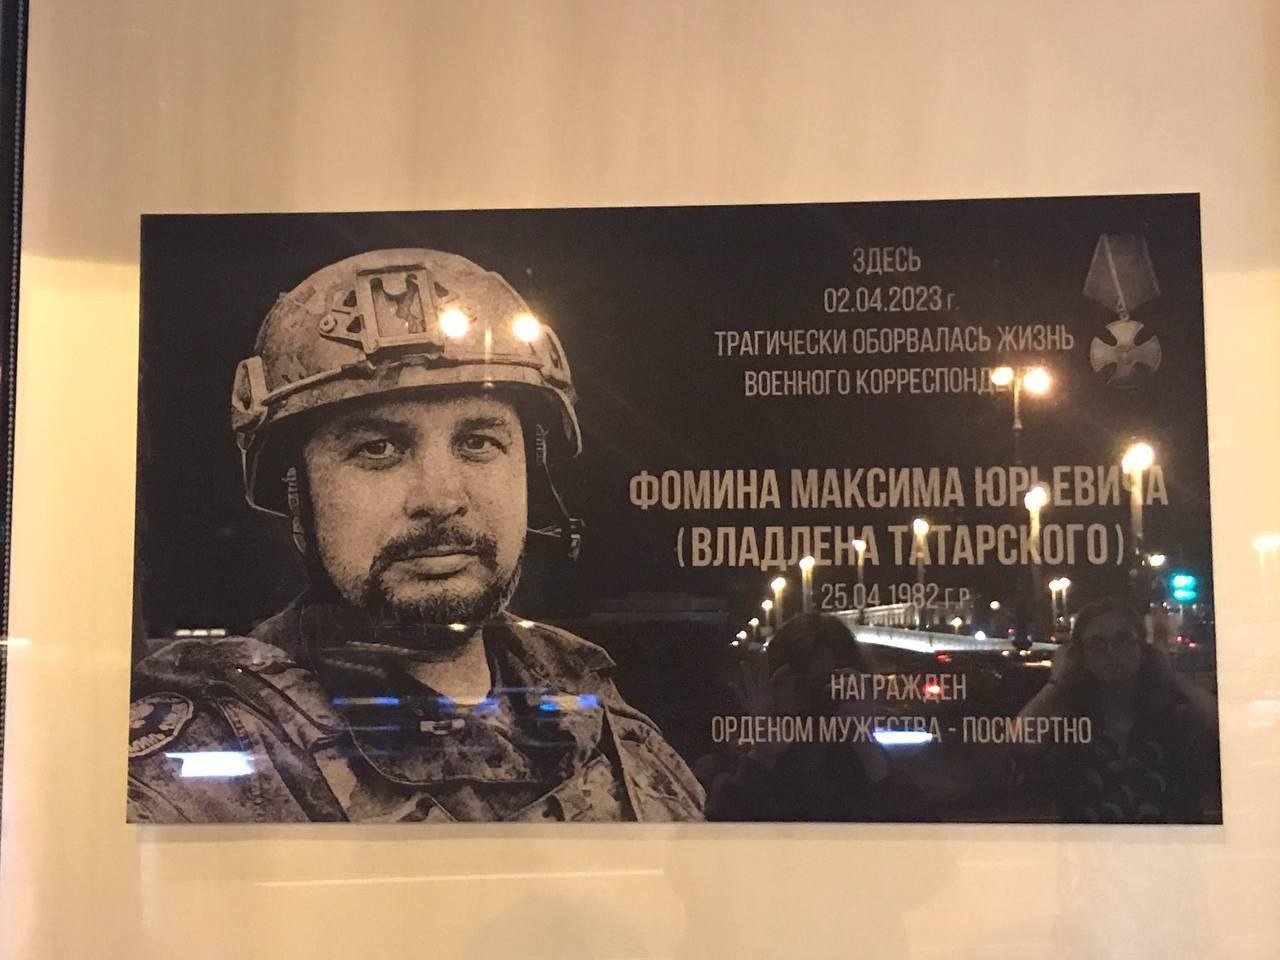 ЗДЕСЬ
02.04.2023 г.
ТРАГИЧЕСКИ ОБОРВАЛАСЬ ЖИЗНЬ
ВОЕННОГО
ФОМИНА МАКСИМА ЮРЬЕВИЧА
(ВЛАДЛЕНА ТАТАРСКОГО)
25.04.1982 г.р.
НАГРАЖДЕН
ОРДЕНОМ МУЖЕСТВА - ПОСМЕРТНО